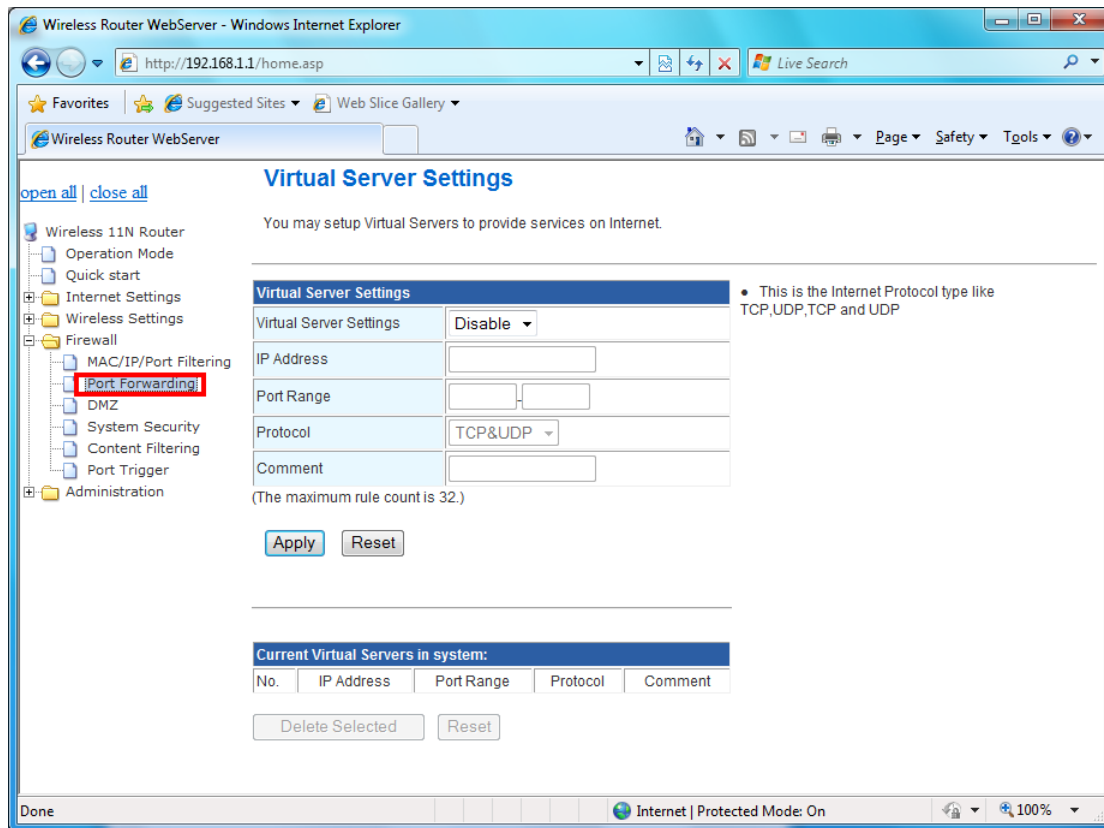 Wireless Router WebServer - Windows Internet Explorer
http://192.168.1.1/home.asp
Live Search
Favorites
Suggested Sites
Web Slice Gallery
Wireless Router WebServer
Page
Safety
Tools
open all | close all
Wireless 11N Router
Operation Mode
Quick start
Internet Settings
Wireless Settings
Firewall
MAC/IP/Port Filtering
Port Forwarding
DMZ
System Security
Content Filtering
Port Trigger
Administration
Virtual Server Settings
You may setup Virtual Servers to provide services on Internet.
Virtual Server Settings
Virtual Server Settings Disable
IP Address
Port Range -
Protocol TCP&UDP
Comment
(The maximum rule count is 32.)
Apply Reset
• This is the Internet Protocol type like
TCP,UDP,TCP and UDP
Current Virtual Servers in system:
No. IP Address Port Range Protocol Comment
Delete Selected Reset
Done
Internet | Protected Mode: On
100%